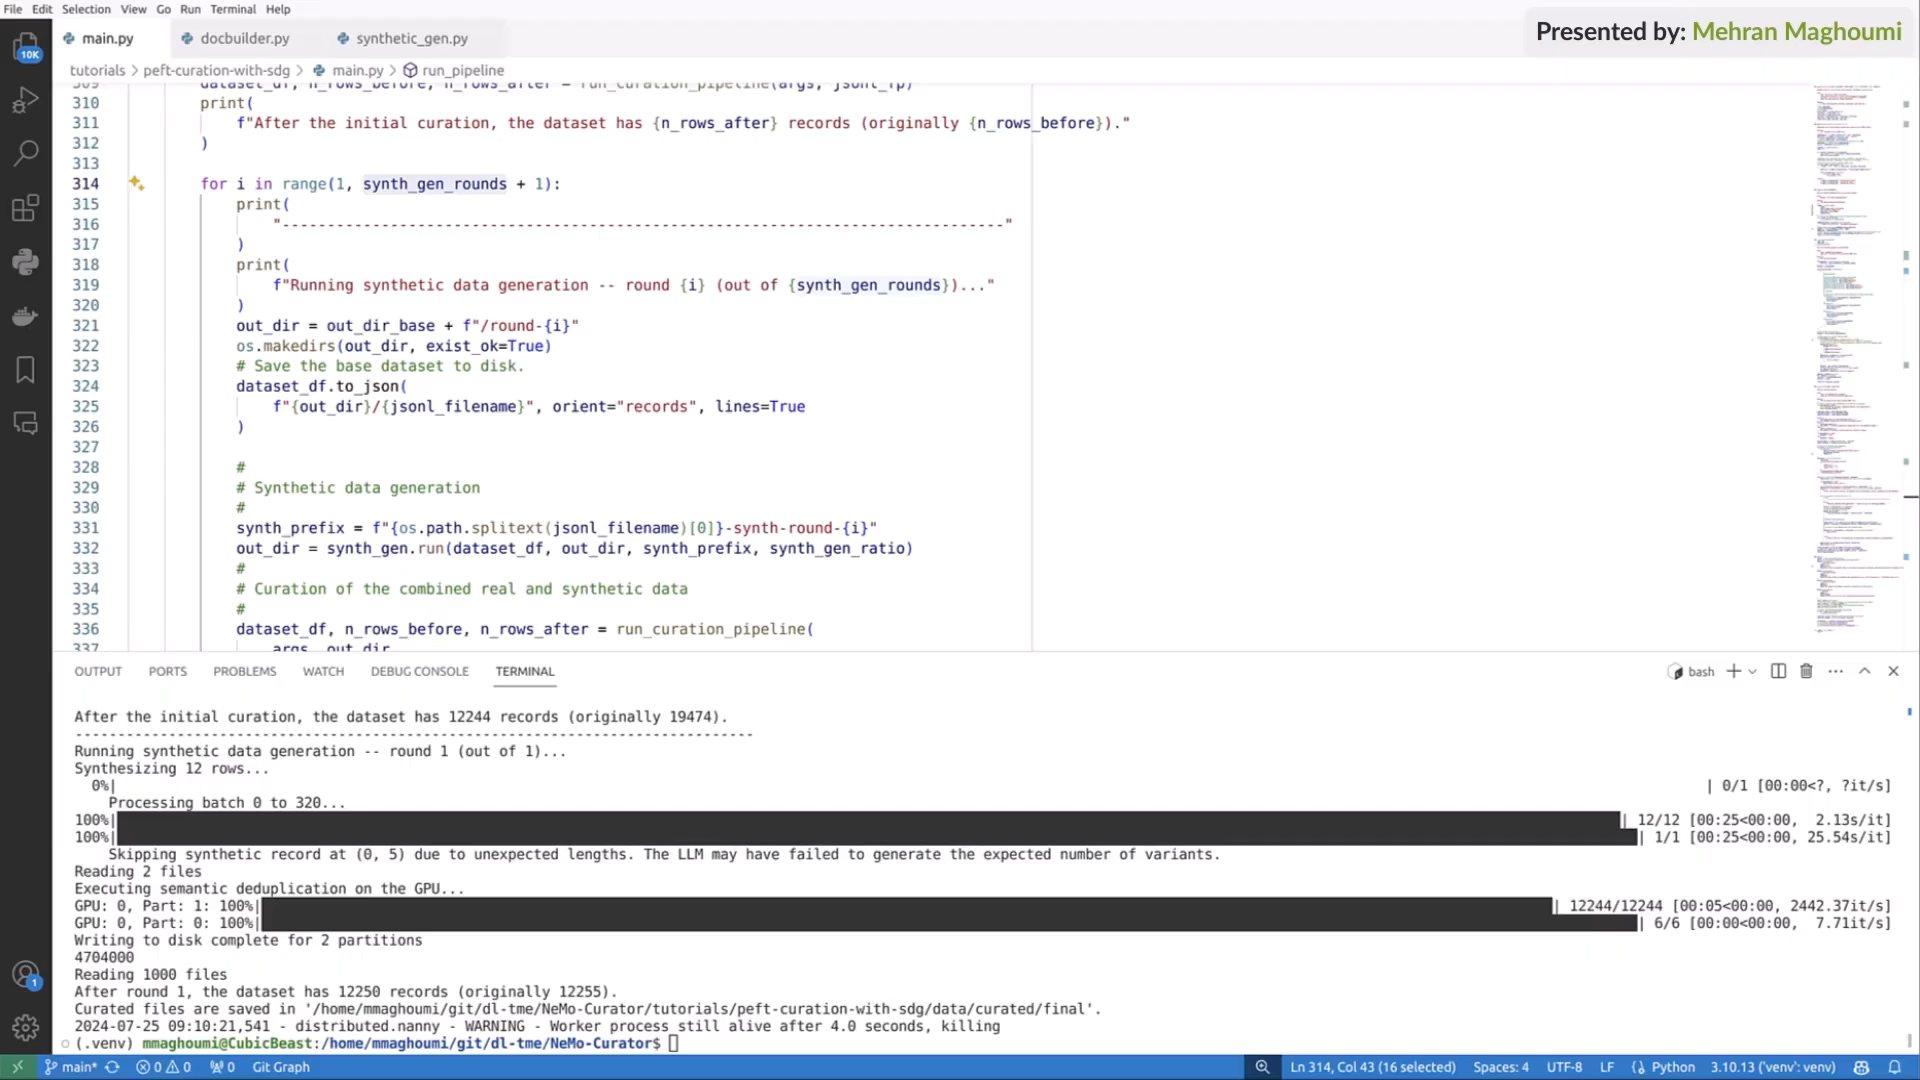 File Edit Selection View Go Run Terminal Help
Presented by: Mehran Maghoumi
main.py docbuilder.py synthetic_gen.py
10K
tutorials > peft-curation-with-sdg > main.py > run_pipeline
309 dataset_df, n_rows_before, n_rows_after = run_curation_pipeline(args, jsonl_fp)
310 print(
311 f"After the initial curation, the dataset has {n_rows_after} records (originally {n_rows_before})."
312 )
313
314 for i in range(1, synth_gen_rounds + 1):
315 print(
316 "--------------------------------------------------------------------------------"
317 )
318 print(
319 f"Running synthetic data generation -- round {i} (out of {synth_gen_rounds})..."
320 )
321 out_dir = out_dir_base + f"/round-{i}"
322 os.makedirs(out_dir, exist_ok=True)
323 # Save the base dataset to disk.
324 dataset_df.to_json(
325 f"{out_dir}/{jsonl_filename}", orient="records", lines=True
326 )
327
328 #
329 # Synthetic data generation
330 #
331 synth_prefix = f"{os.path.splitext(jsonl_filename)[0]}-synth-round-{i}"
332 out_dir = synth_gen.run(dataset_df, out_dir, synth_prefix, synth_gen_ratio)
333 #
334 # Curation of the combined real and synthetic data
335 #
336 dataset_df, n_rows_before, n_rows_after = run_curation_pipeline(
337 args, out_dir
OUTPUT PORTS PROBLEMS WATCH DEBUG CONSOLE TERMINAL bash
After the initial curation, the dataset has 12244 records (originally 19474).
--------------------------------------------------------------------------------
Running synthetic data generation -- round 1 (out of 1)...
Synthesizing 12 rows...
0%| | 0/1 [00:00<?, ?it/s]
Processing batch 0 to 320...
100%| | 12/12 [00:25<00:00, 2.13s/it]
100%| | 1/1 [00:25<00:00, 25.54s/it]
Skipping synthetic record at (0, 5) due to unexpected lengths. The LLM may have failed to generate the expected number of variants.
Reading 2 files
Executing semantic deduplication on the GPU...
GPU: 0, Part: 1: 100%| | 12244/12244 [00:05<00:00, 2442.37it/s]
GPU: 0, Part: 0: 100%| | 6/6 [00:00<00:00, 7.71it/s]
Writing to disk complete for 2 partitions
4704000
Reading 1000 files
After round 1, the dataset has 12250 records (originally 12255).
Curated files are saved in '/home/mmaghoumi/git/dl-tme/NeMo-Curator/tutorials/peft-curation-with-sdg/data/curated/final'.
2024-07-25 09:10:21,541 - distributed.nanny - WARNING - Worker process still alive after 4.0 seconds, killing
(.venv) mmaghoumi@CubicBeast:/home/mmaghoumi/git/dl-tme/NeMo-Curator$
1
main* 0 0 0 Git Graph Ln 314, Col 43 (16 selected) Spaces: 4 UTF-8 LF Python 3.10.13 ('venv': venv)